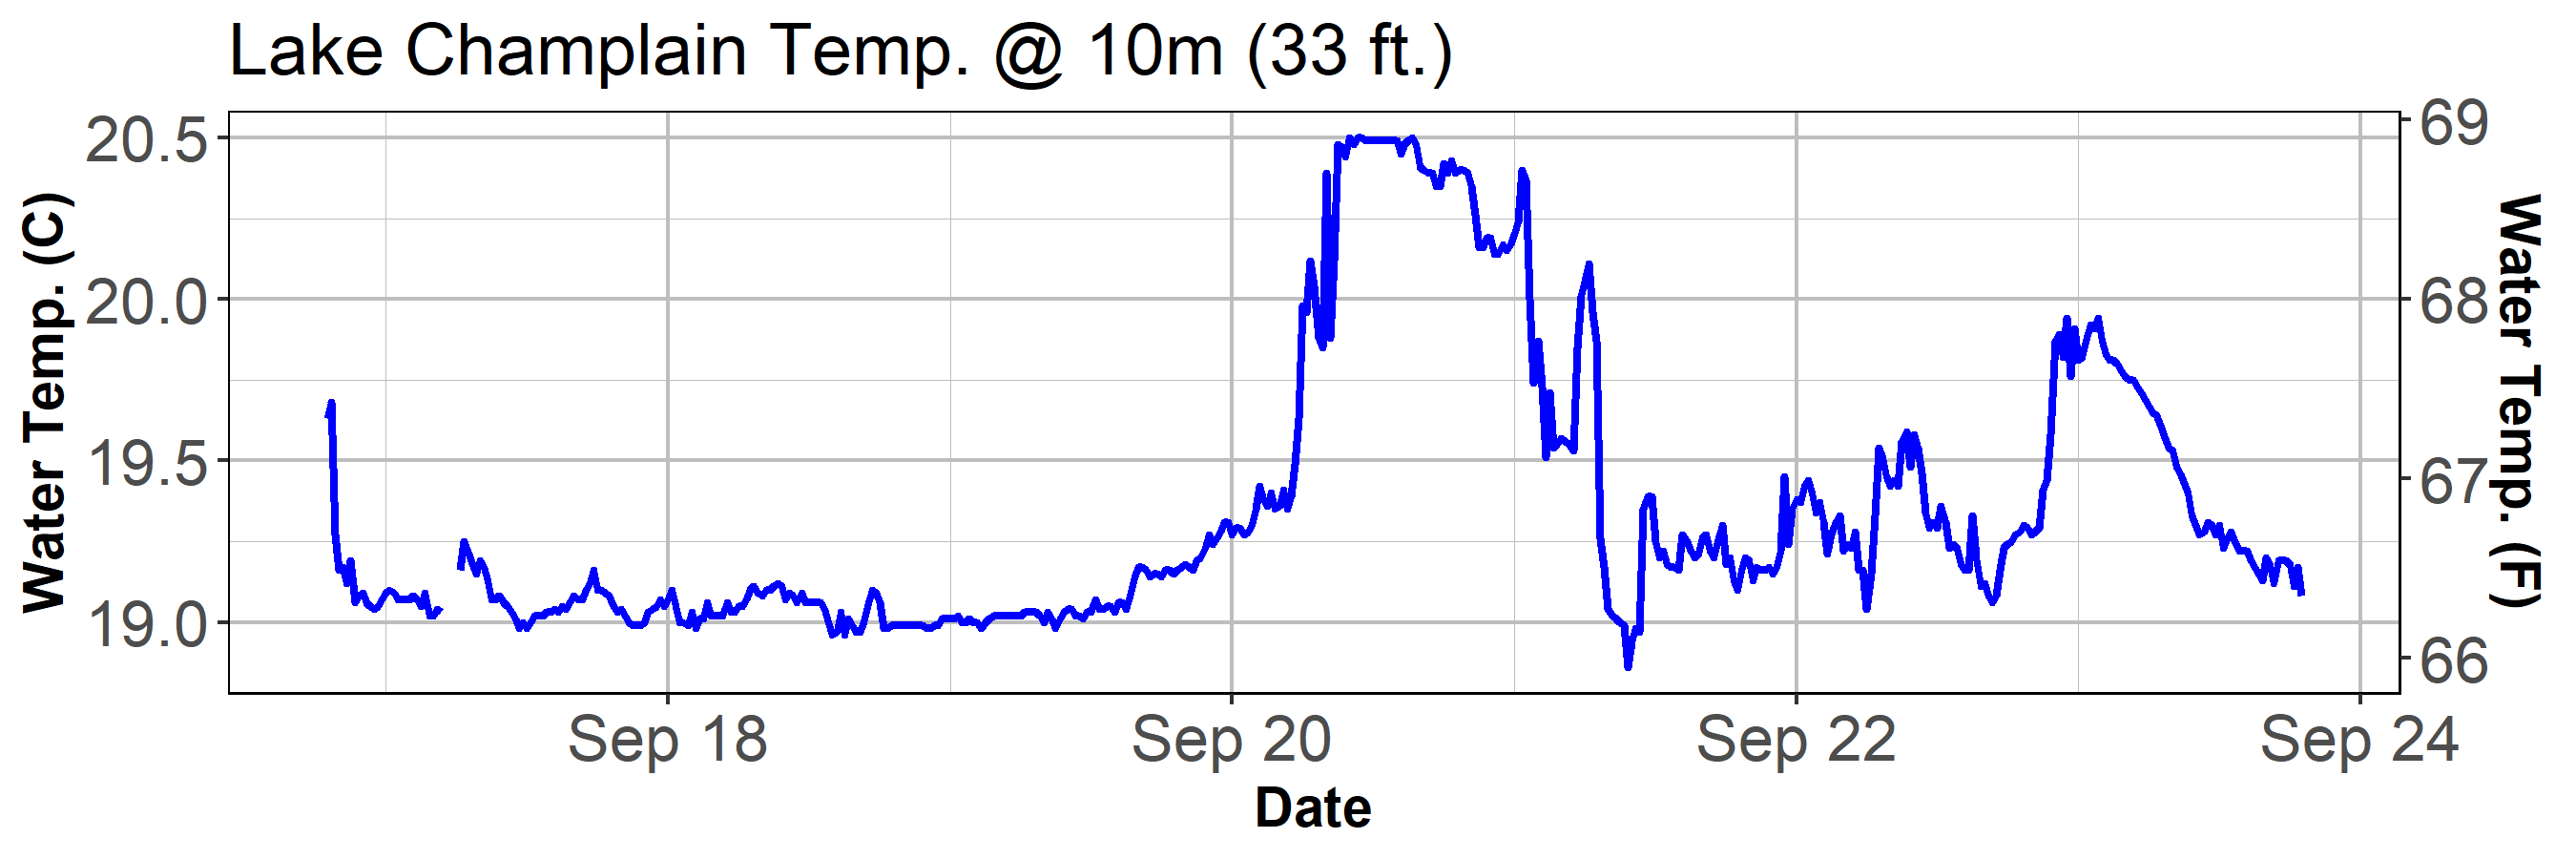 Lake Champlain Temp. @ 10m (33 ft.)
Water Temp. (C)
20.5
20.0
19.5
19.0
69
68
67
66
Water Temp. (F)
Sep 18 Sep 20 Sep 22 Sep 24
Date